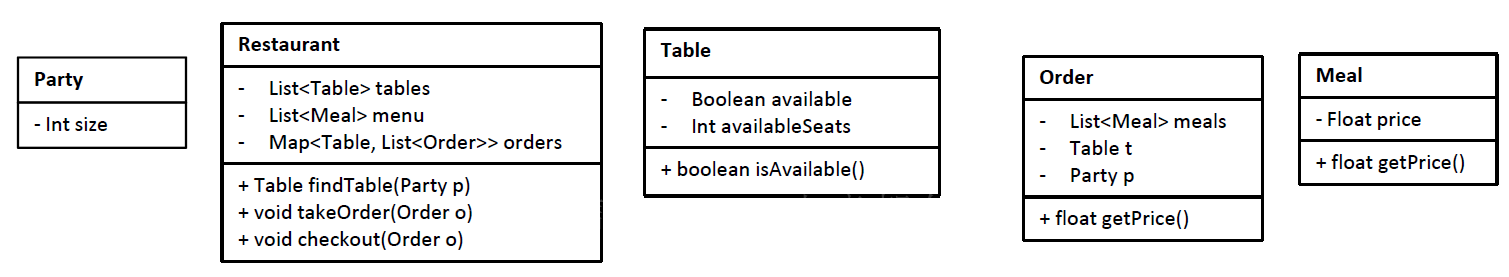 Party
- Int size
Restaurant
- List<Table> tables
- List<Meal> menu
- Map<Table, List<Order>> orders
+ Table findTable(Party p)
+ void takeOrder(Order o)
+ void checkout(Order o)
Table
- Boolean available
- Int availableSeats
+ boolean isAvailable()
Order
- List<Meal> meals
- Table t
- Party p
+ float getPrice()
Meal
- Float price
+ float getPrice()